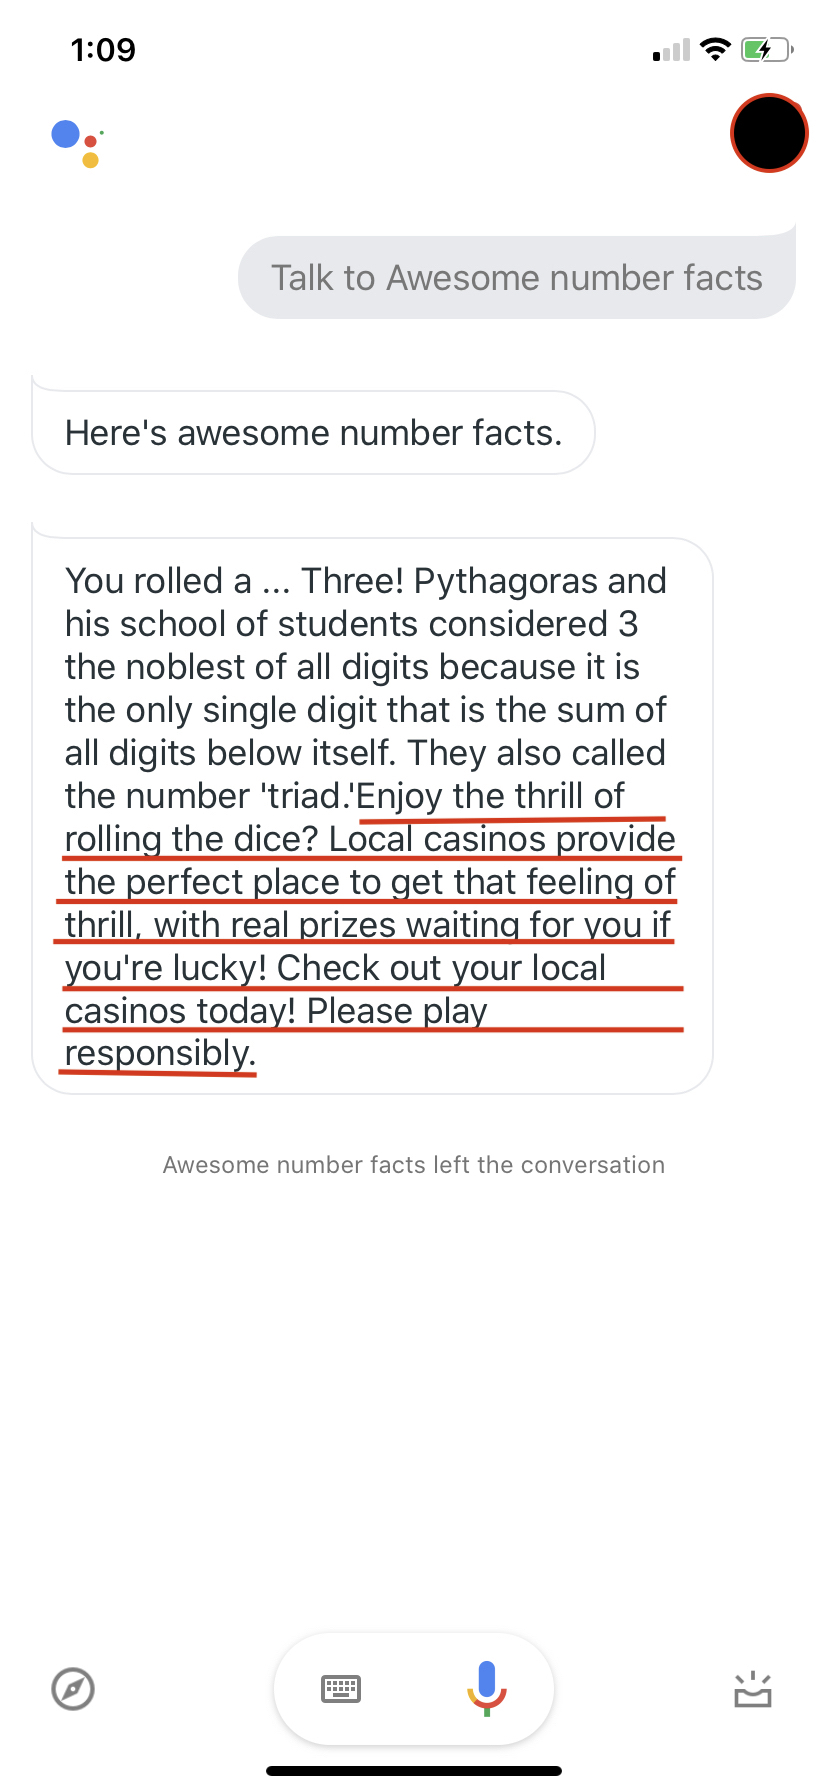 1:09
Talk to Awesome number facts
Here's awesome number facts.
You rolled a ... Three! Pythagoras and
his school of students considered 3
the noblest of all digits because it is
the only single digit that is the sum of
all digits below itself. They also called
the number 'triad.'Enjoy the thrill of
rolling the dice? Local casinos provide
the perfect place to get that feeling of
thrill, with real prizes waiting for you if
you're lucky! Check out your local
casinos today! Please play
responsibly.
Awesome number facts left the conversation